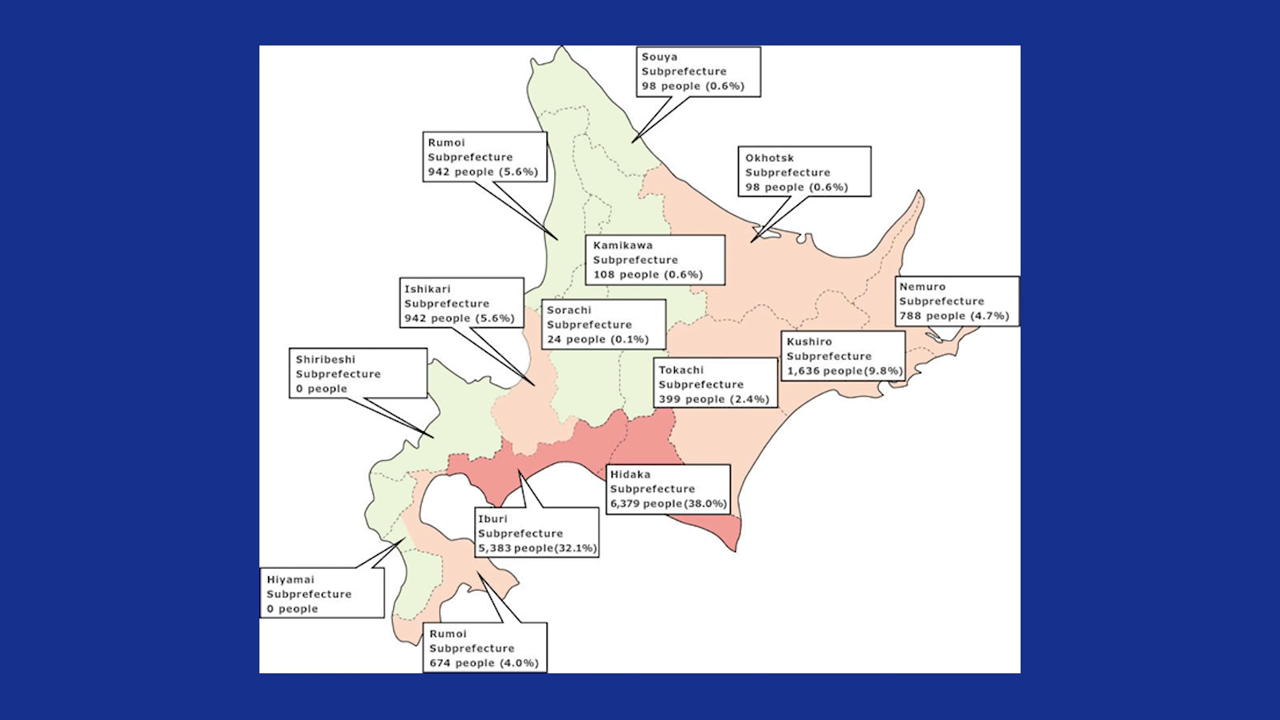 Souya
Subprefecture
98 people (0.6%)
Rumoi
Subprefecture
942 people (5.6%)
Okhotsk
Subprefecture
98 people (0.6%)
Kamikawa
Subprefecture
108 people (0.6%)
Ishikari
Subprefecture
942 people (5.6%)
Nemuro
Subprefecture
788 people (4.7%)
Sorachi
Subprefecture
24 people (0.1%)
Kushiro
Subprefecture
1,636 people(9.8%)
Shiribeshi
Subprefecture
0 people
Tokachi
Subprefecture
399 people (2.4%)
Hidaka
Subprefecture
6,379 people(38.0%)
Iburi
Subprefecture
5,383 people(32.1%)
Hiyamai
Subprefecture
0 people
Rumoi
Subprefecture
674 people (4.0%)